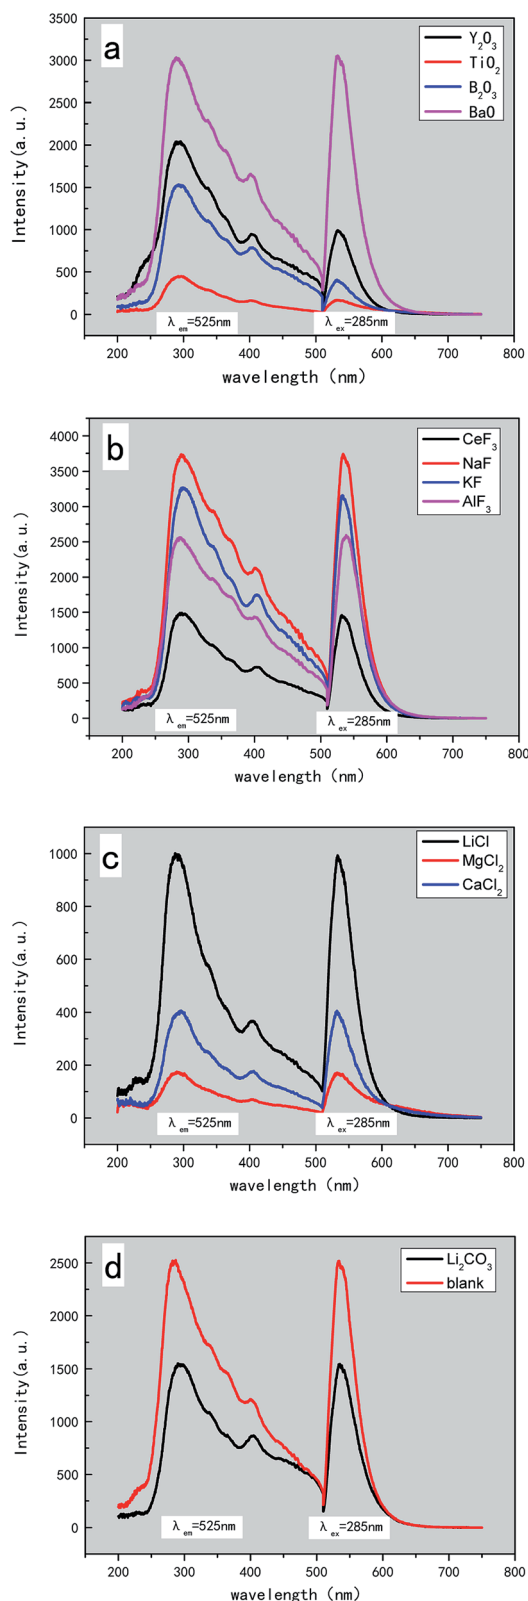 a
Y₂O₃
TiO₂
B₂O₃
BaO
Intensity(a.u.)
3500
3000
2500
2000
1500
1000
500
0
λem=525nm
λex=285nm
200 300 400 500 600 700 800
wavelength (nm)
b
CeF₃
NaF
KF
AlF₃
Intensity(a.u.)
4000
3500
3000
2500
2000
1500
1000
500
0
λem=525nm
λex=285nm
200 300 400 500 600 700 800
wavelength (nm)
c
LiCl
MgCl₂
CaCl₂
Intensity(a.u.)
1000
800
600
400
200
0
λem=525nm
λex=285nm
200 300 400 500 600 700 800
wavelength (nm)
d
Li₂CO₃
blank
Intensity(a.u.)
2500
2000
1500
1000
500
0
λem=525nm
λex=285nm
200 300 400 500 600 700 800
wavelength (nm)